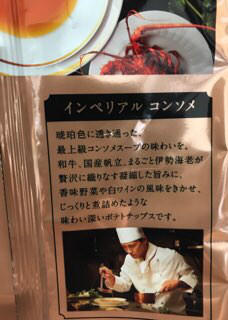 インペリアル コンソメ
琥珀色に透き通った、
最上級コンソメスープの味わいを。
和牛、国産帆立、まるごと伊勢海老が
贅沢に織りなす凝縮した旨みに、
香味野菜や白ワインの風味をきかせ、
じっくりと煮詰めたような
味わい深いポテトチップスです。